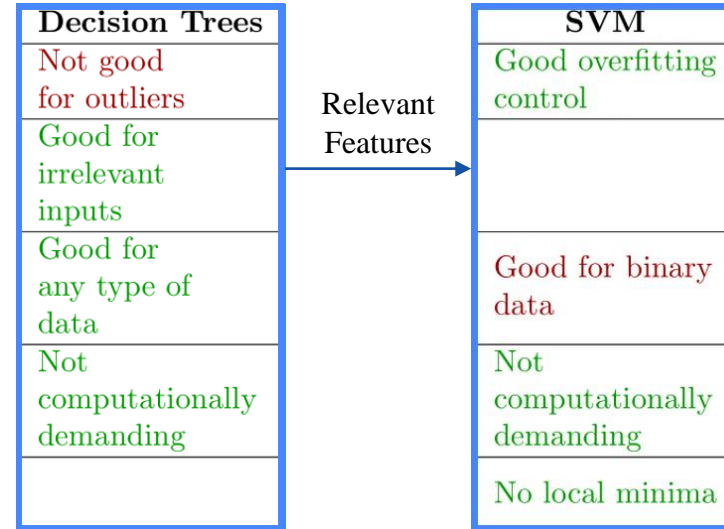 Decision Trees
Not good
for outliers
Good for
irrelevant
inputs
Good for
any type of
data
Not
computationally
demanding
Relevant
Features
SVM
Good overfitting
control
Good for binary
data
Not
computationally
demanding
No local minima